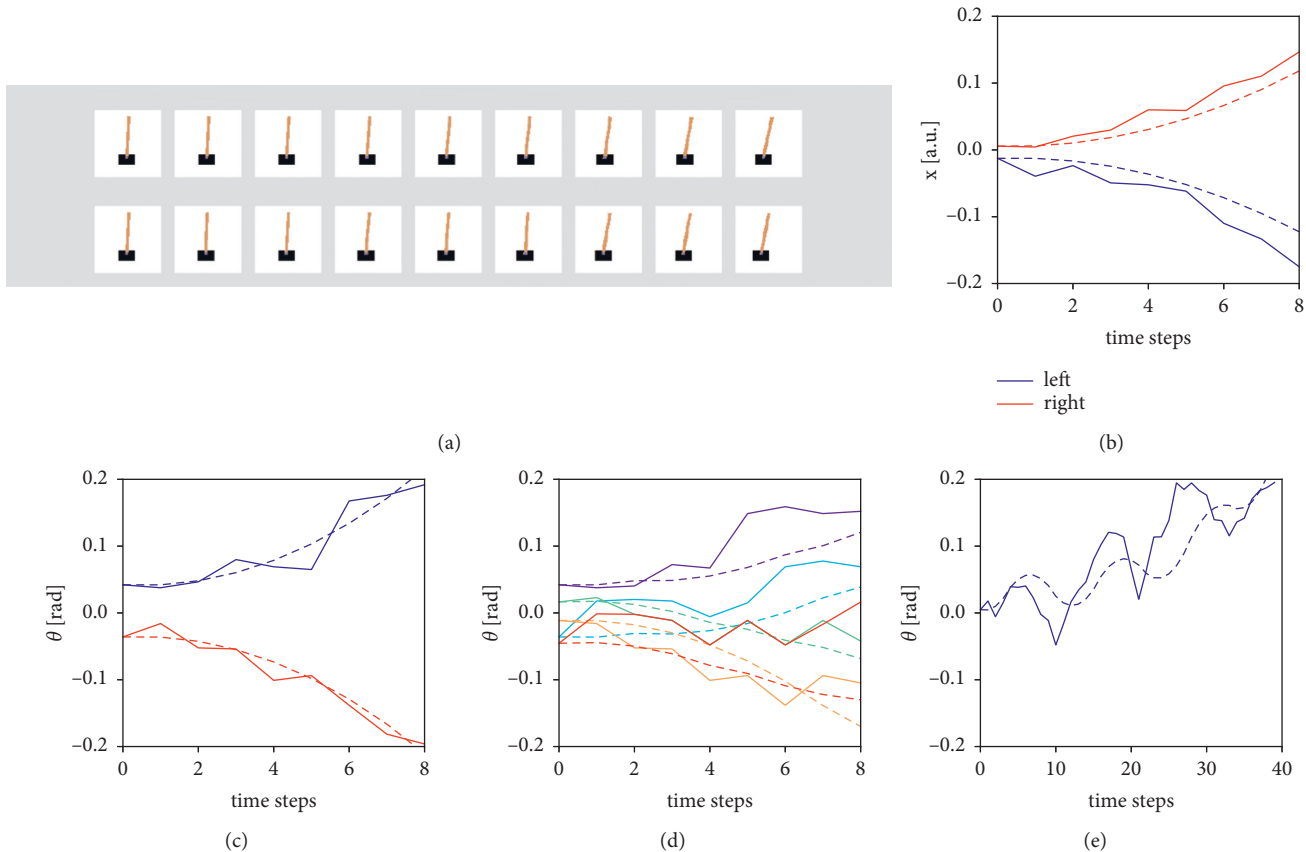 (a)
0.2
0.1
0.0
−0.1
−0.2
x [a.u.]
0 2 4 6 8
time steps
left
right
(b)
0.2
0.1
0.0
−0.1
−0.2
θ [rad]
0 2 4 6 8
time steps
(c)
0.2
0.1
0.0
−0.1
−0.2
θ [rad]
0 2 4 6 8
time steps
(d)
0.2
0.1
0.0
−0.1
−0.2
θ [rad]
0 10 20 30 40
time steps
(e)